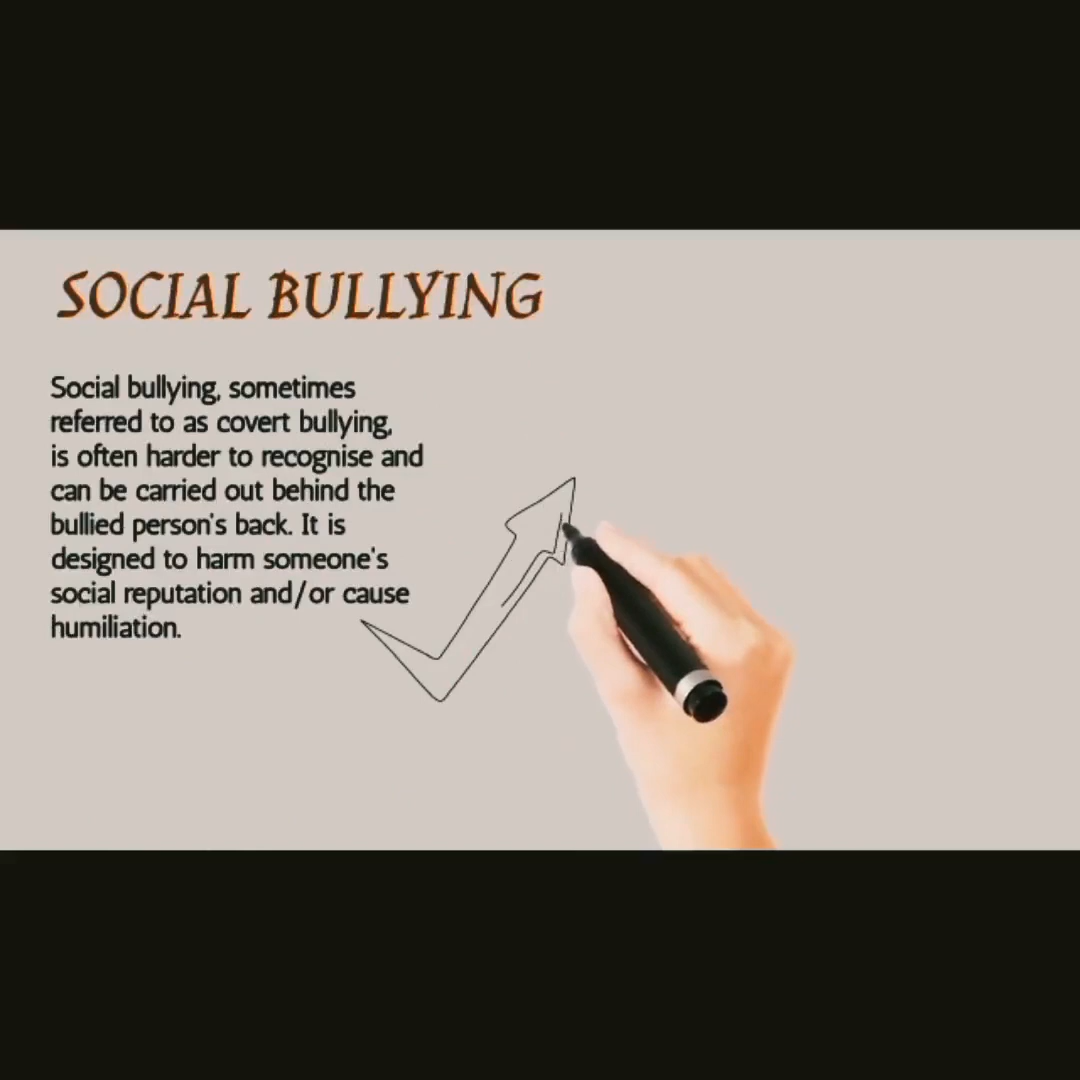 SOCIAL BULLYING
Social bullying, sometimes
referred to as covert bullying,
is often harder to recognise and
can be carried out behind the
bullied person's back. It is
designed to harm someone's
social reputation and/or cause
humiliation.